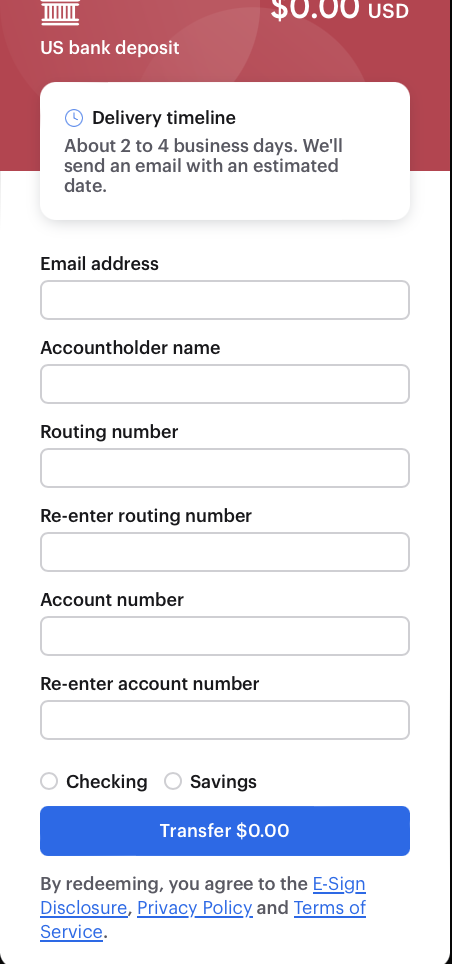 $0.00 USD
US bank deposit
Delivery timeline
About 2 to 4 business days. We'll
send an email with an estimated
date.
Email address
Accountholder name
Routing number
Re-enter routing number
Account number
Re-enter account number
Checking Savings
Transfer $0.00
By redeeming, you agree to the E-Sign
Disclosure, Privacy Policy and Terms of
Service.